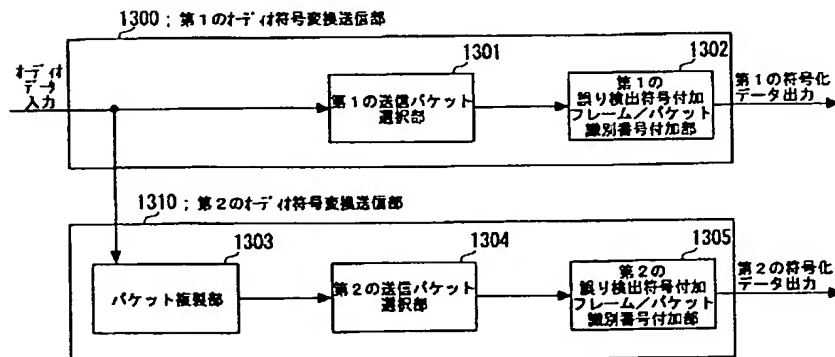 1300 ; 第1のオーディオ符号変換送信部
オーディオ
データ
入力
1301
第1の送信パケット
選択部
1302
第1の
誤り検出符号付加
フレーム/パケット
識別番号付加部
第1の符号化
データ出力
1310 ; 第2のオーディオ符号変換送信部
1303
パケット複製部
1304
第2の送信パケット
選択部
1305
第2の
誤り検出符号付加
フレーム/パケット
識別番号付加部
第2の符号化
データ出力